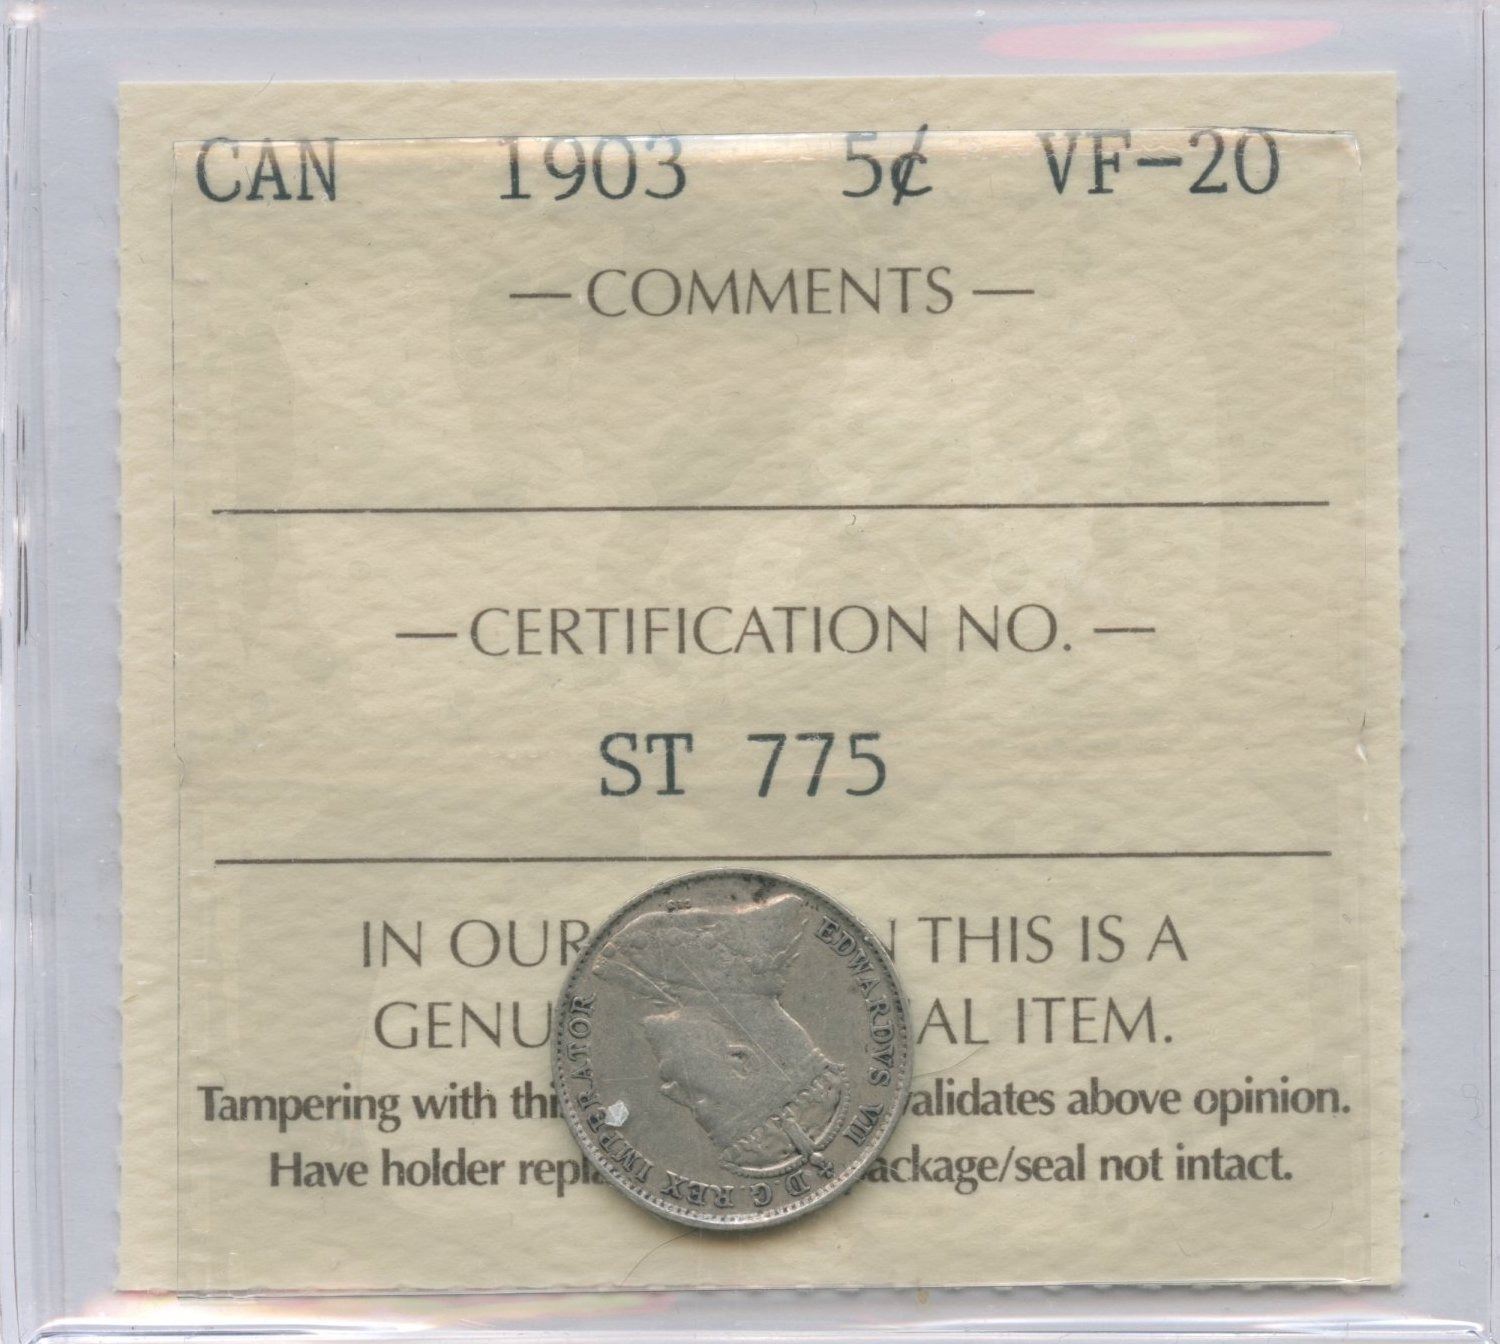 CAN 1903 5¢ VF-20
— COMMENTS —
— CERTIFICATION NO. —
ST 775
IN OUR N THIS IS A
GENU AL ITEM.
Tampering with thi alidates above opinion.
Have holder repla ackage/seal not intact.
EDWARDVS VII D.G. REX IMPERATOR